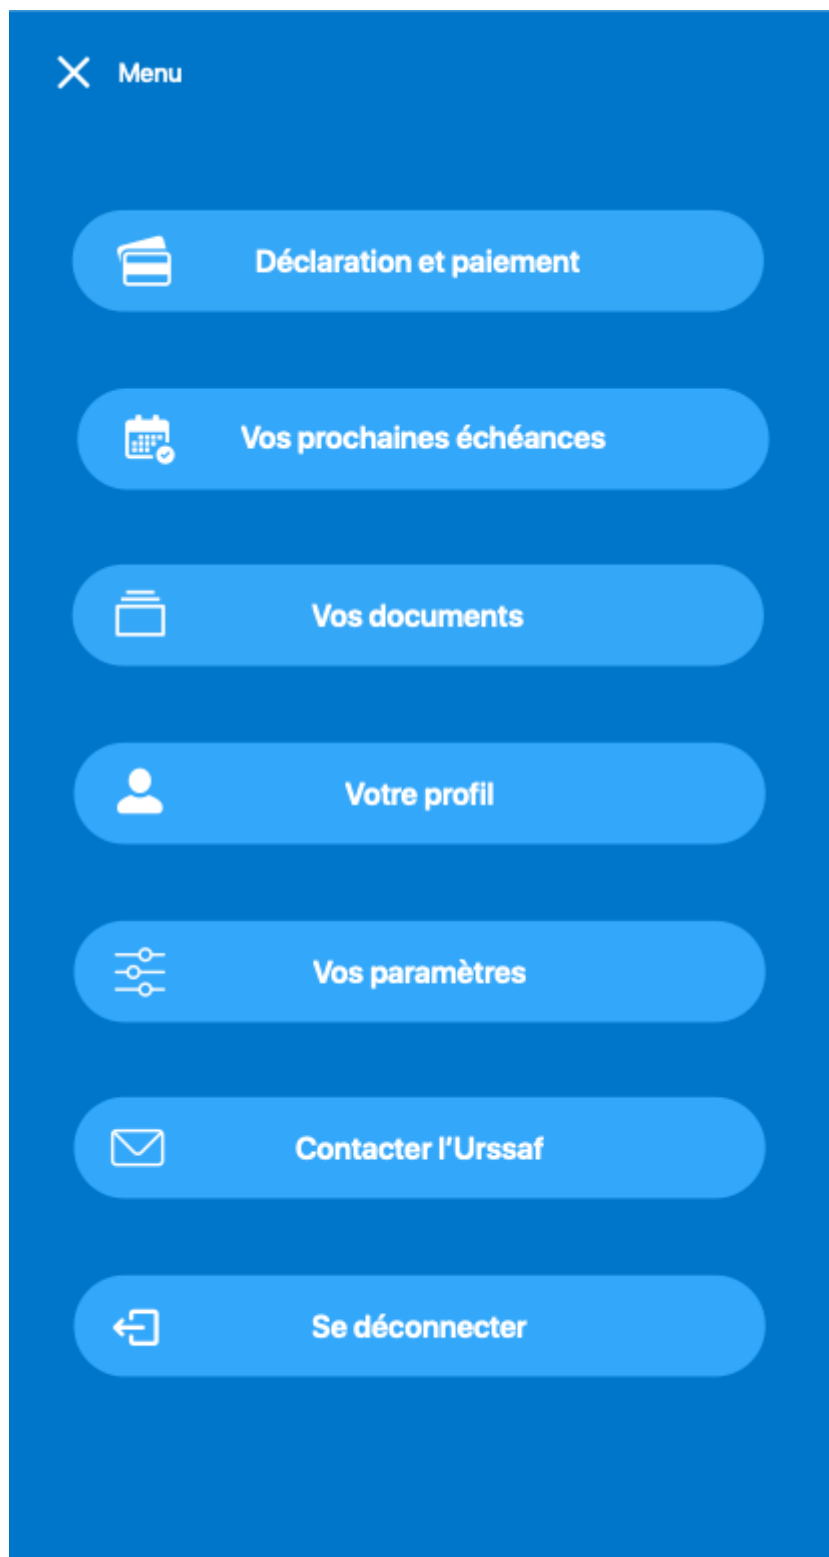 Menu
Déclaration et paiement
Vos prochaines échéances
Vos documents
Votre profil
Vos paramètres
Contacter l’Urssaf
Se déconnecter